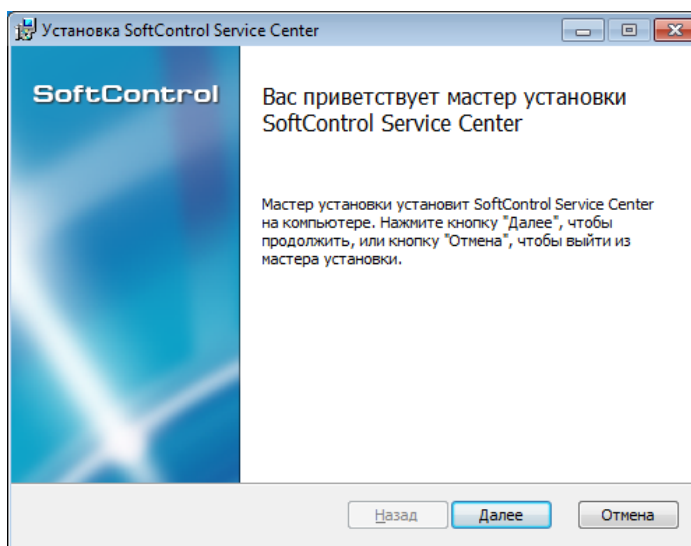 Установка SoftControl Service Center
SoftControl
Вас приветствует мастер установки
SoftControl Service Center
Мастер установки установит SoftControl Service Center
на компьютере. Нажмите кнопку "Далее", чтобы
продолжить, или кнопку "Отмена", чтобы выйти из
мастера установки.
Назад Далее Отмена